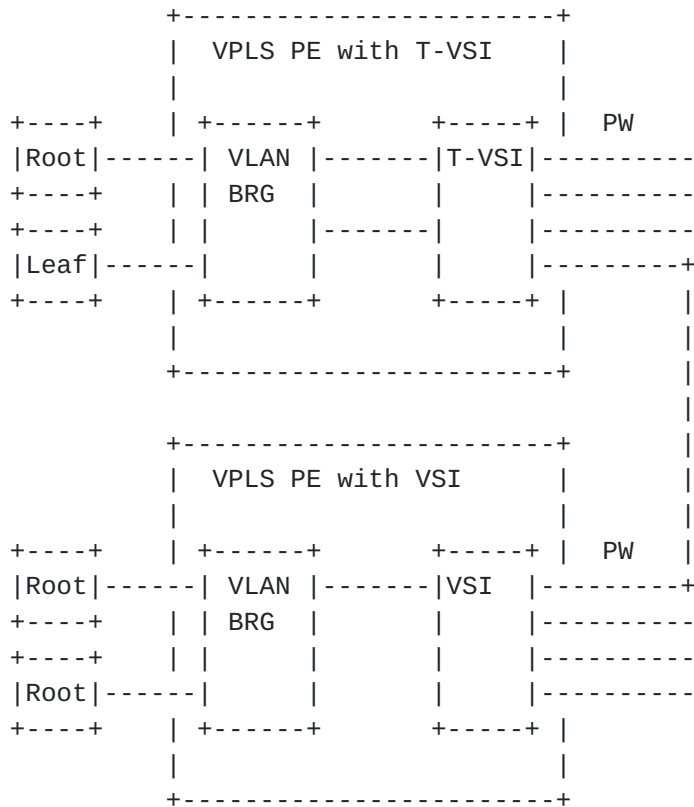 VPLS PE with T-VSI
PW
Root VLAN T-VSI
BRG
Leaf
VPLS PE with VSI
PW
Root VLAN VSI
BRG
Root